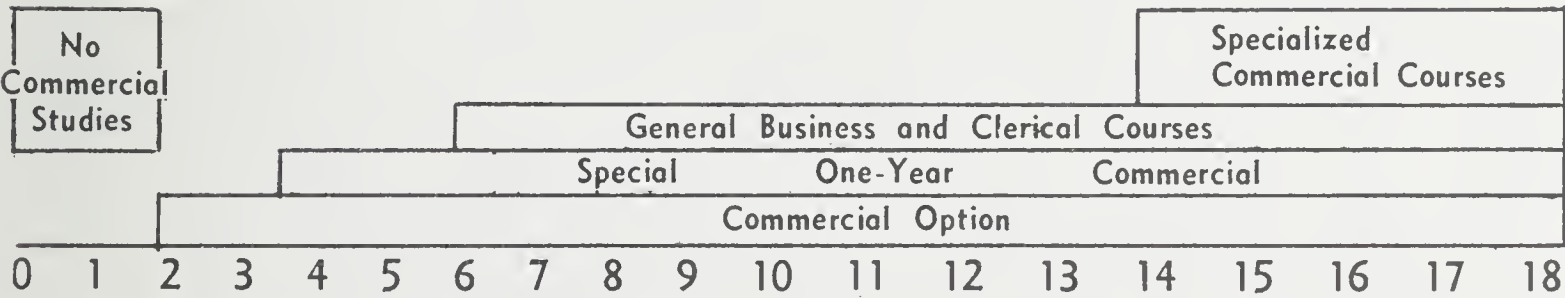 No
Commercial
Studies
Specialized
Commercial Courses
General Business and Clerical Courses
Special One-Year Commercial
Commercial Option
0 1 2 3 4 5 6 7 8 9 10 11 12 13 14 15 16 17 18